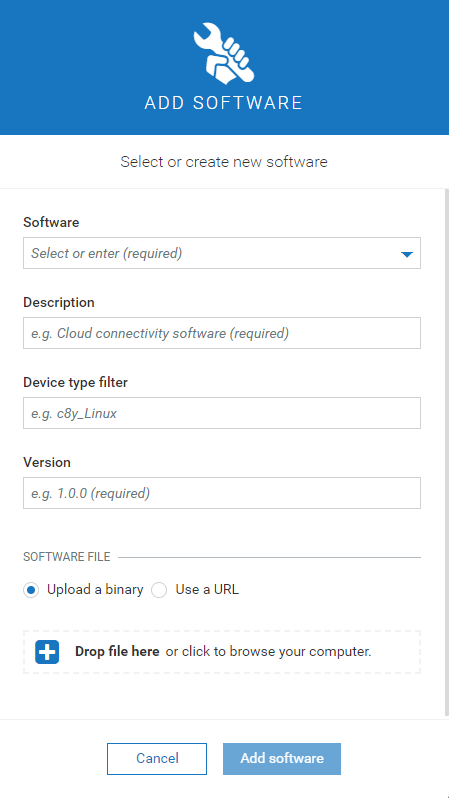 ADD SOFTWARE
Select or create new software
Software
Select or enter (required)
Description
e.g. Cloud connectivity software (required)
Device type filter
e.g. c8y_Linux
Version
e.g. 1.0.0 (required)
SOFTWARE FILE
Upload a binary Use a URL
Drop file here or click to browse your computer.
Cancel Add software